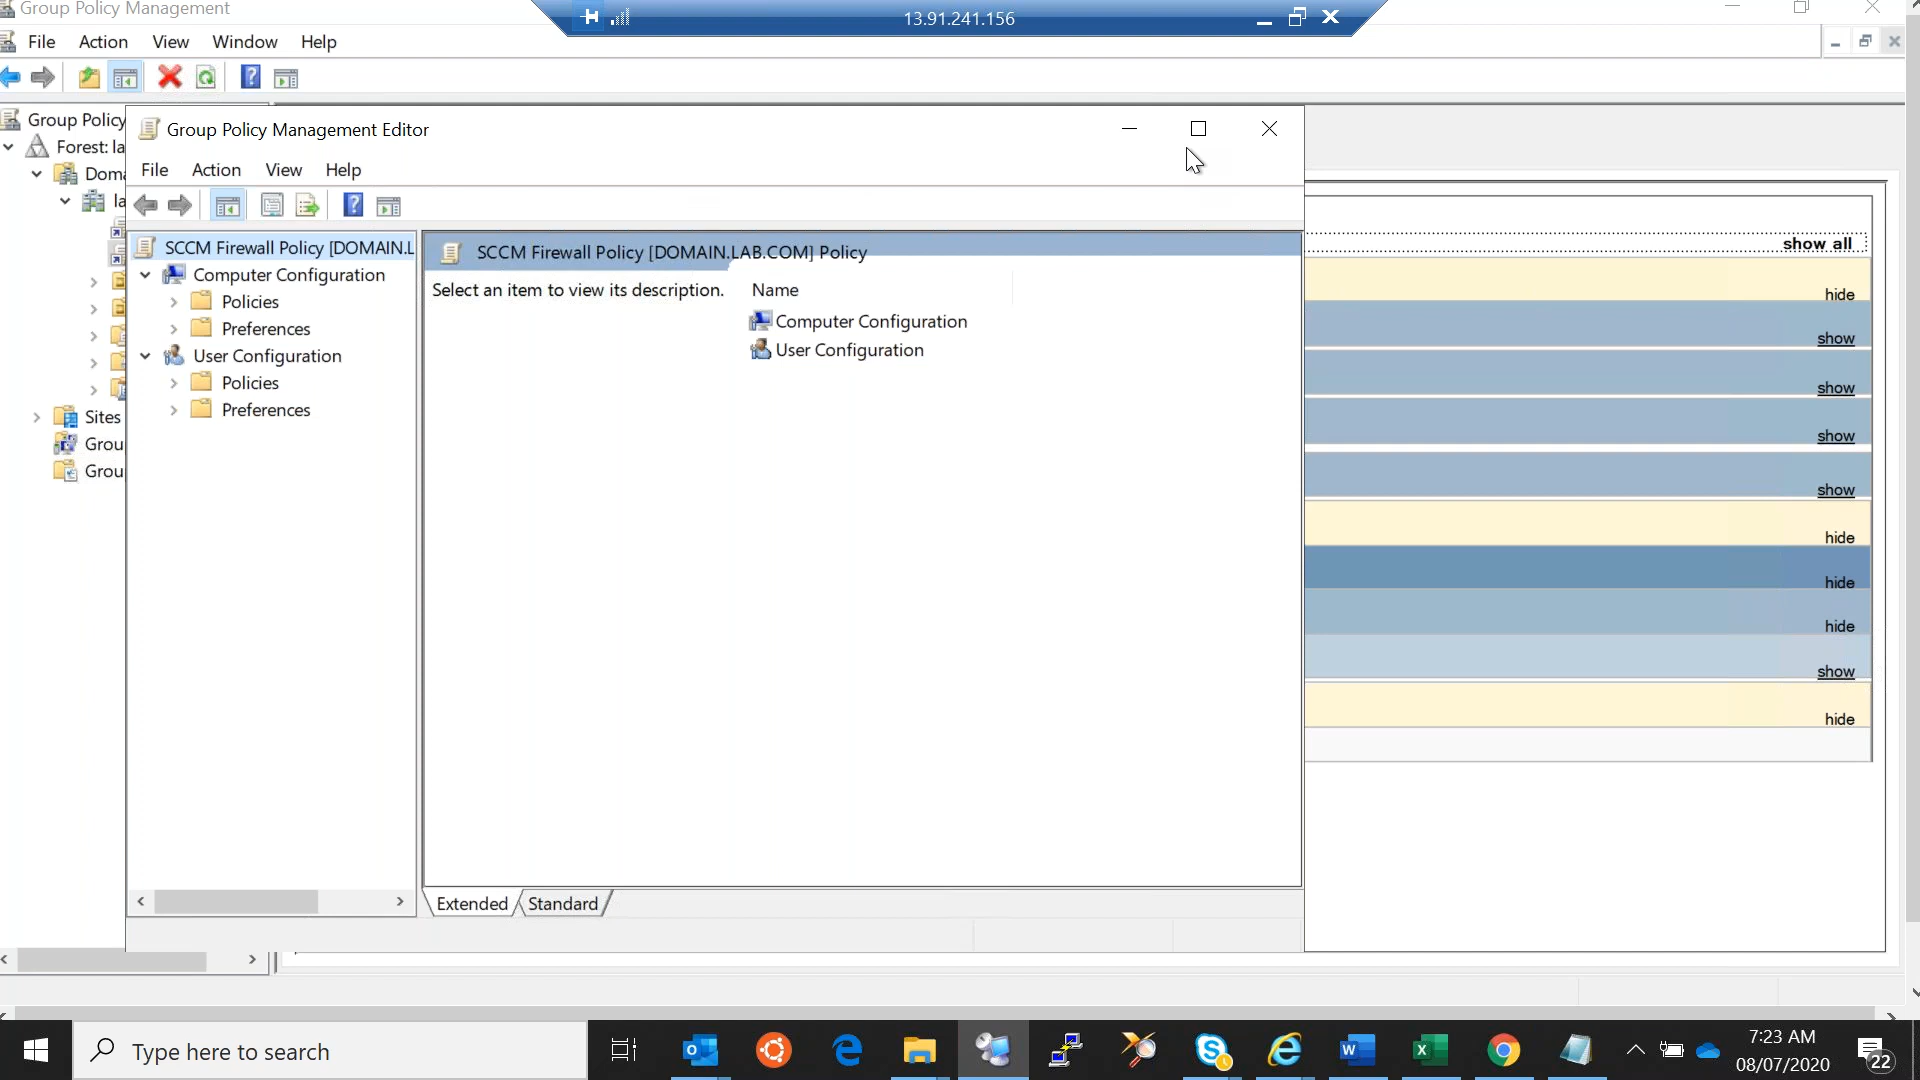 Group Policy Management
13.91.241.156
File Action View Window Help
Group Policy
Forest: la
Doma
la
Sites
Grou
Grou
Group Policy Management Editor
File Action View Help
SCCM Firewall Policy [DOMAIN.L
Computer Configuration
Policies
Preferences
User Configuration
Policies
Preferences
SCCM Firewall Policy [DOMAIN.LAB.COM] Policy
Select an item to view its description.
Name
Computer Configuration
User Configuration
Extended Standard
show all
hide
show
show
show
show
hide
hide
hide
show
hide
Type here to search
7:23 AM
08/07/2020
22